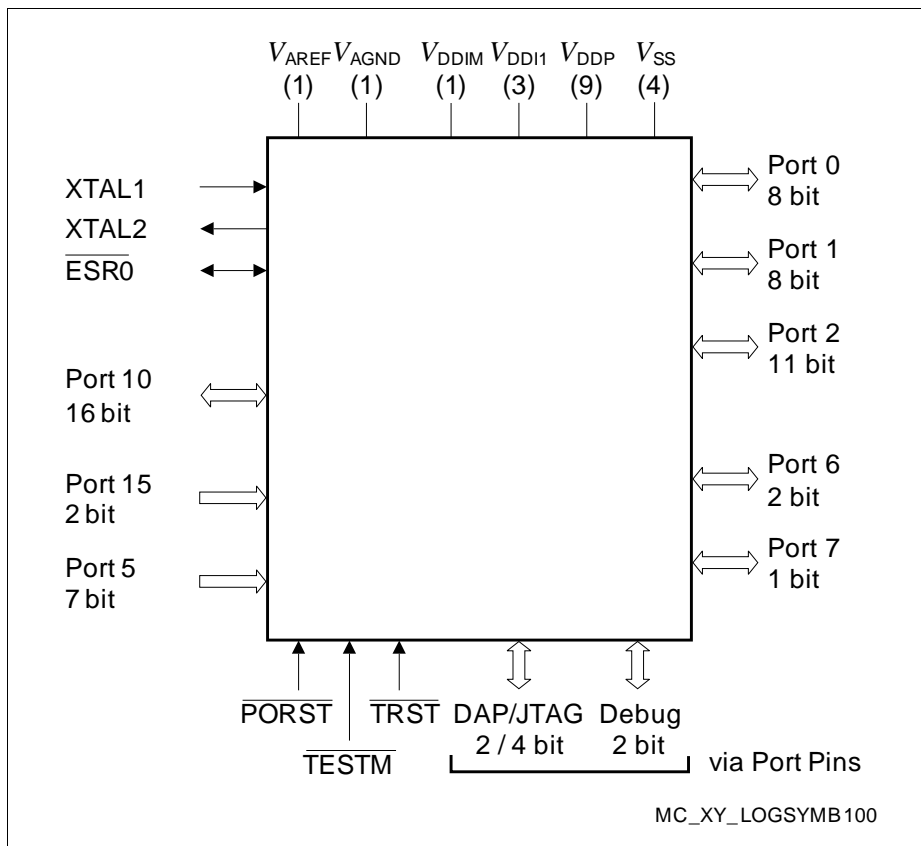 VAREF VAGND VDDIM VDDI1 VDDP VSS
(1) (1) (1) (3) (9) (4)
XTAL1
XTAL2
ESR0
Port 10
16 bit
Port 15
2 bit
Port 5
7 bit
Port 0
8 bit
Port 1
8 bit
Port 2
11 bit
Port 6
2 bit
Port 7
1 bit
PORST TRST DAP/JTAG Debug
2 / 4 bit 2 bit
TESTM
via Port Pins
MC_XY_LOGSYMB100